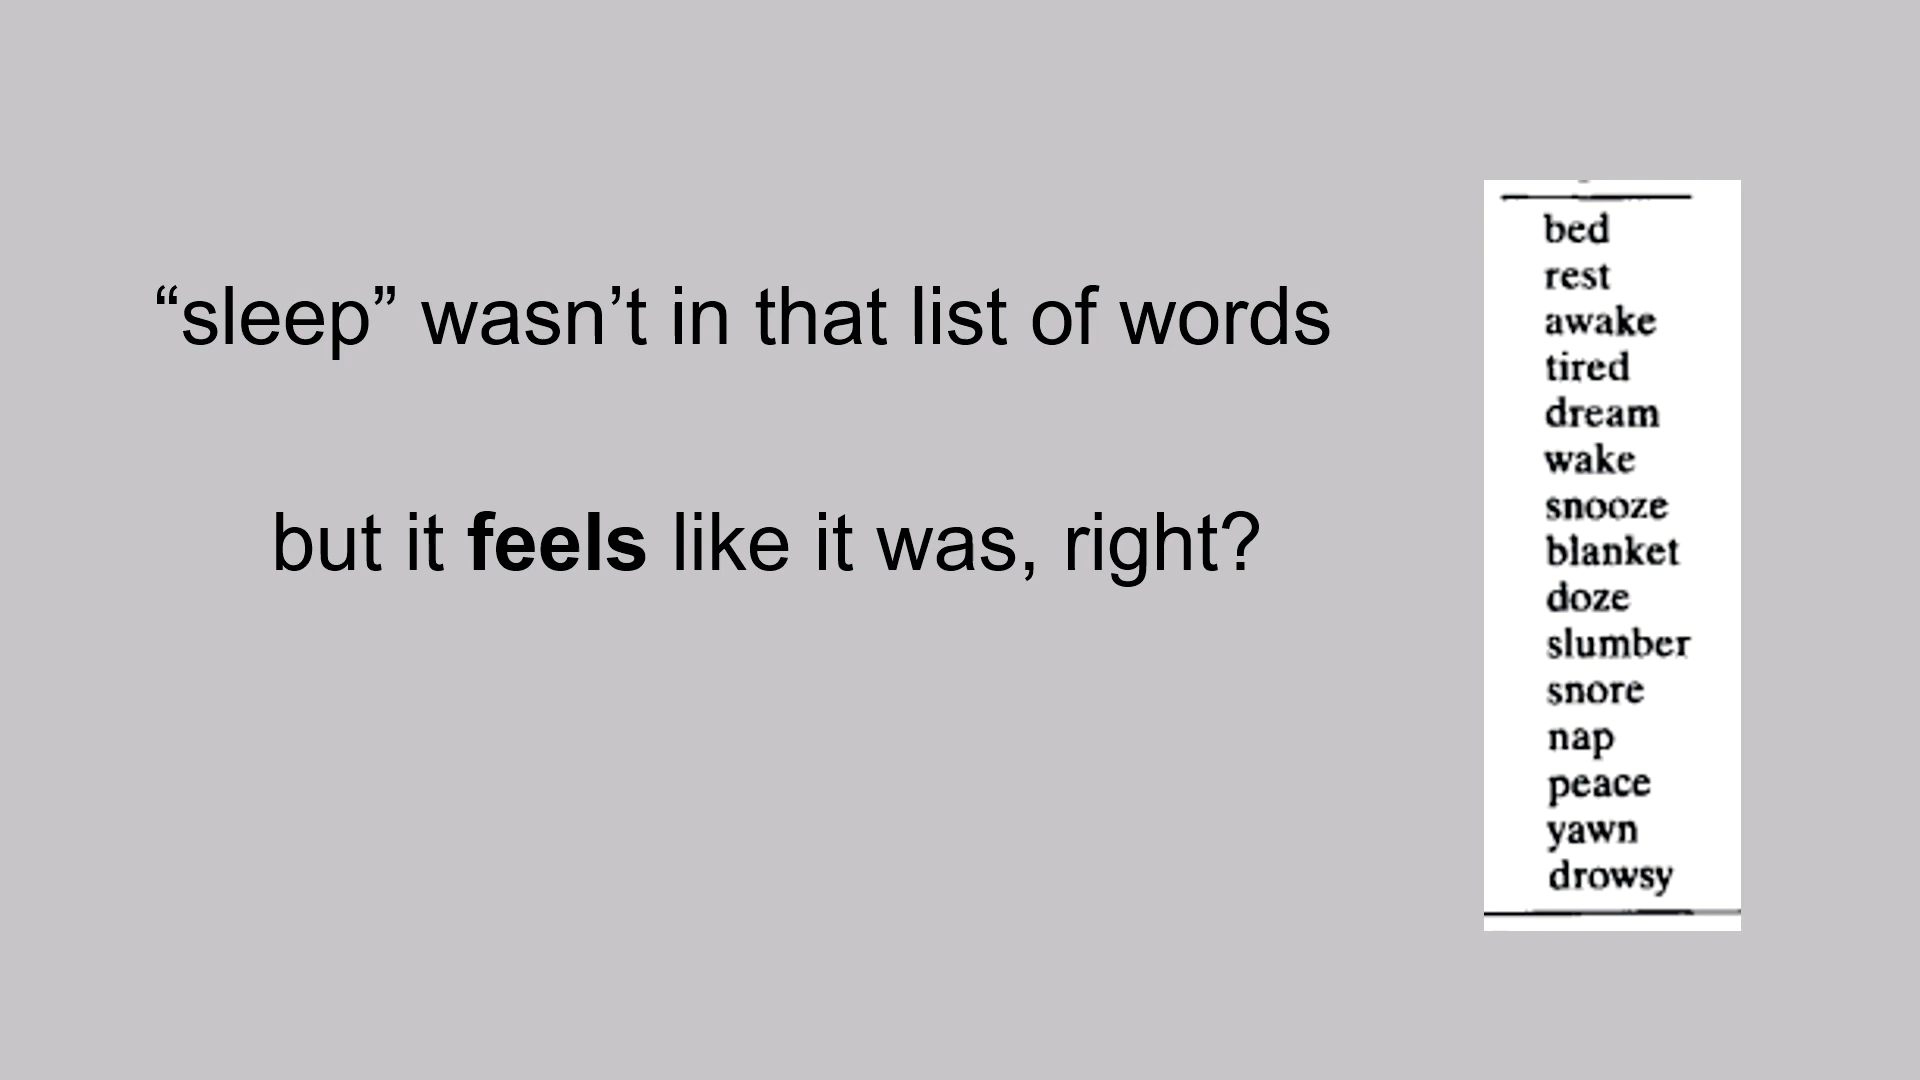 “sleep” wasn’t in that list of words
but it feels like it was, right?
bed
rest
awake
tired
dream
wake
snooze
blanket
doze
slumber
snore
nap
peace
yawn
drowsy